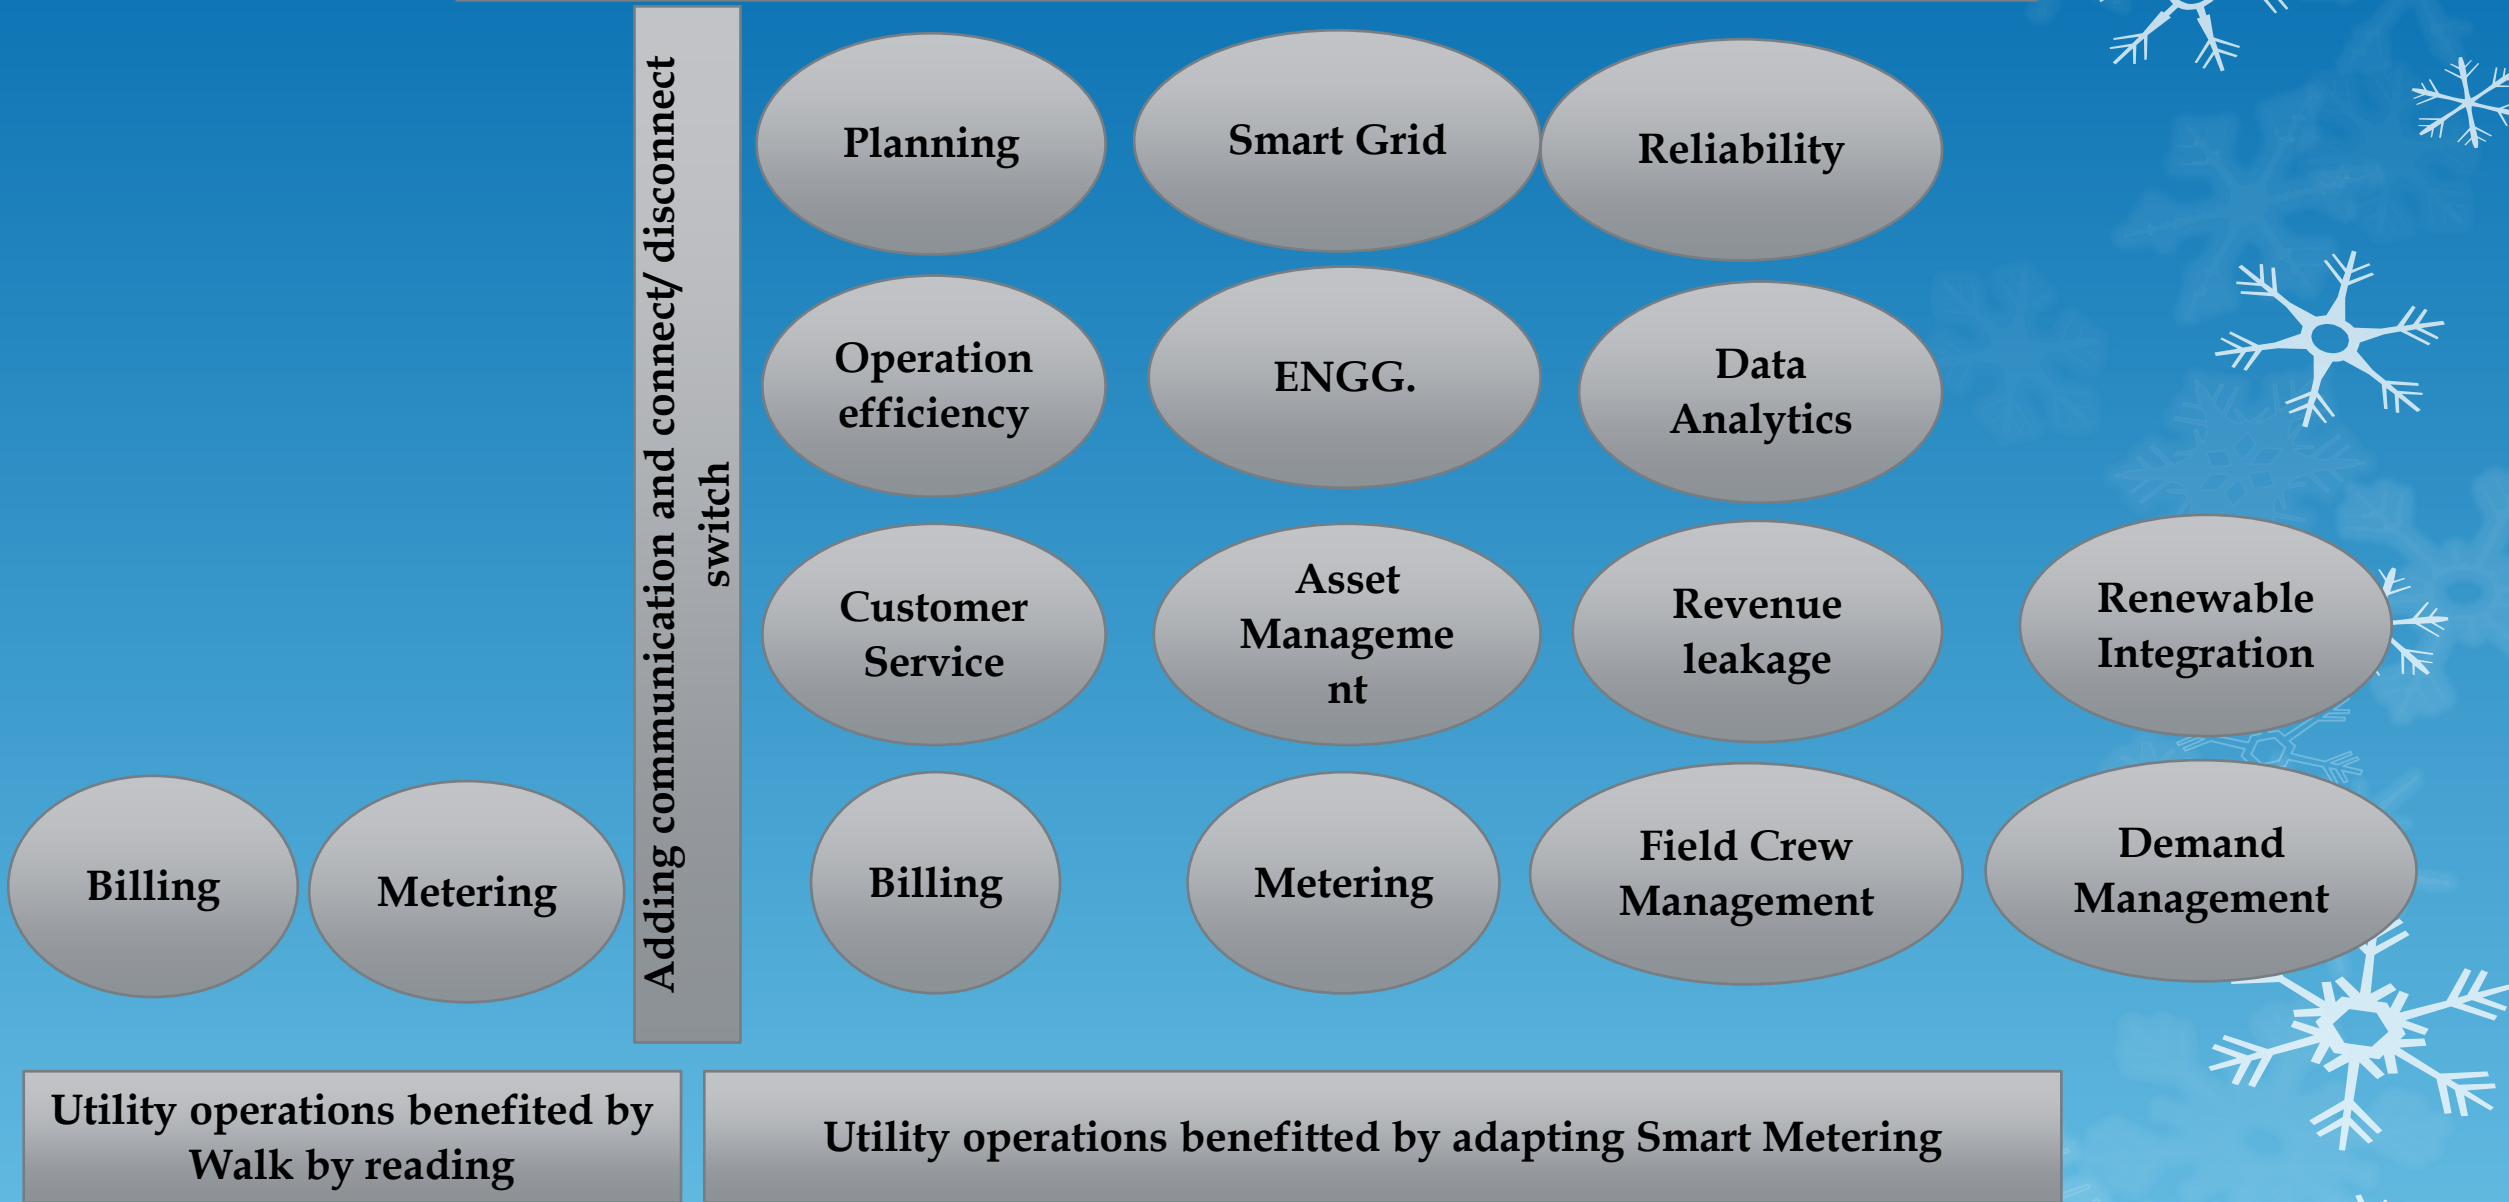 Adding communication and connect/ disconnect
switch
Planning
Smart Grid
Reliability
Operation
efficiency
ENGG.
Data
Analytics
Customer
Service
Asset
Manageme
nt
Revenue
leakage
Renewable
Integration
Billing
Metering
Billing
Metering
Field Crew
Management
Demand
Management
Utility operations benefited by
Walk by reading
Utility operations benefitted by adapting Smart Metering